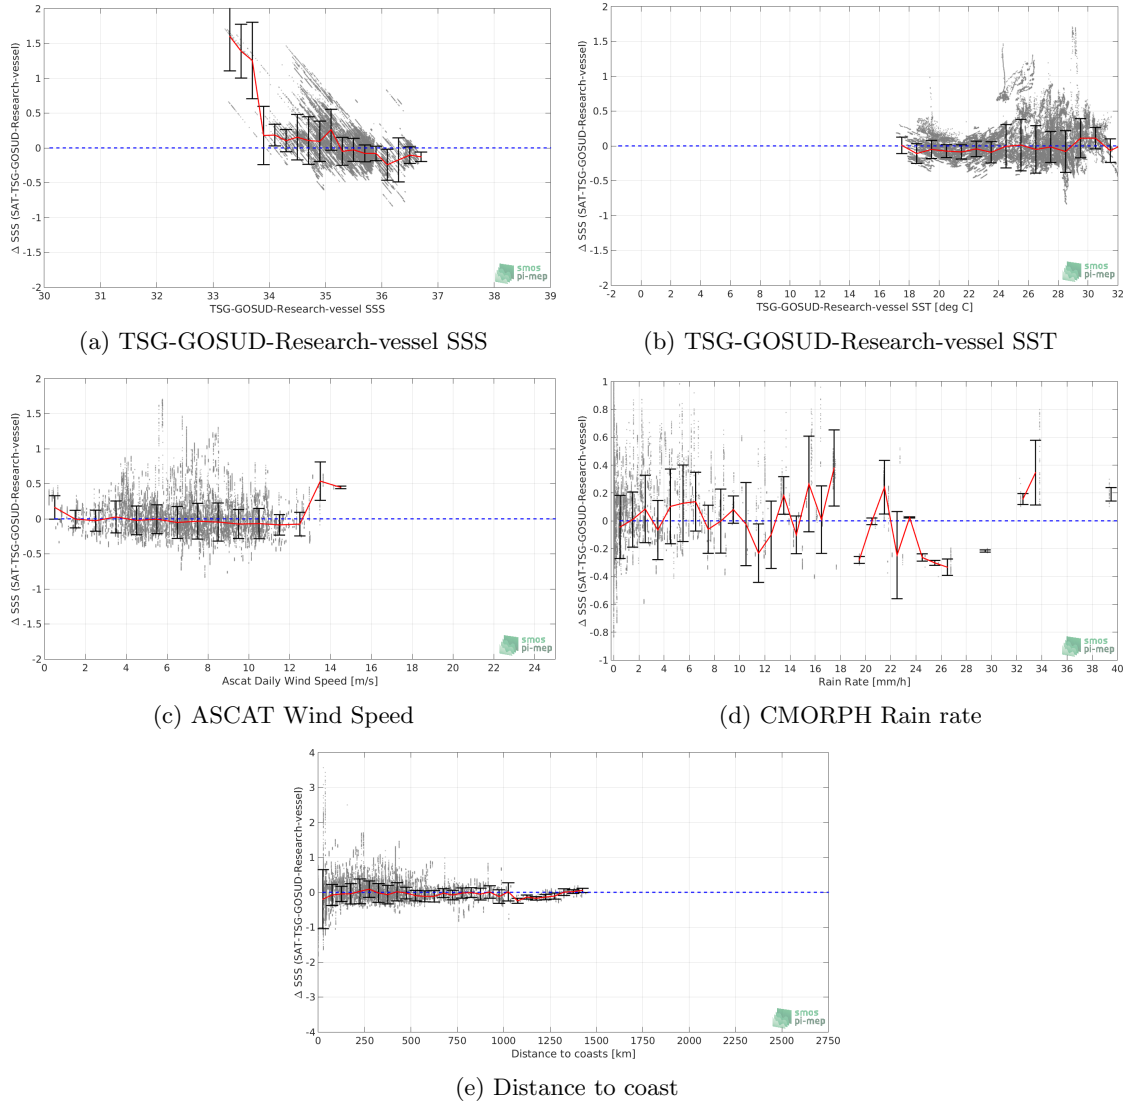 Δ SSS (SAT-TSG-GOSUD-Research-vessel)
2
1.5
1
0.5
0
-0.5
-1
-1.5
-2
30 31 32 33 34 35 36 37 38 39
TSG-GOSUD-Research-vessel SSS
smos
pi-mep
(a) TSG-GOSUD-Research-vessel SSS
Δ SSS (SAT-TSG-GOSUD-Research-vessel)
2
1.5
1
0.5
0
-0.5
-1
-1.5
-2
-2 0 2 4 6 8 10 12 14 16 18 20 22 24 26 28 30 32
TSG-GOSUD-Research-vessel SST [deg C]
smos
pi-mep
(b) TSG-GOSUD-Research-vessel SST
Δ SSS (SAT-TSG-GOSUD-Research-vessel)
2
1.5
1
0.5
0
-0.5
-1
-1.5
-2
0 2 4 6 8 10 12 14 16 18 20 22 24
Ascat Daily Wind Speed [m/s]
smos
pi-mep
(c) ASCAT Wind Speed
Δ SSS (SAT-TSG-GOSUD-Research-vessel)
1
0.8
0.6
0.4
0.2
0
-0.2
-0.4
-0.6
-0.8
-1
0 2 4 6 8 10 12 14 16 18 20 22 24 26 28 30 32 34 36 38 40
Rain Rate [mm/h]
smos
pi-mep
(d) CMORPH Rain rate
Δ SSS (SAT-TSG-GOSUD-Research-vessel)
4
3
2
1
0
-1
-2
-3
-4
0 250 500 750 1000 1250 1500 1750 2000 2250 2500 2750
Distance to coasts [km]
smos
pi-mep
(e) Distance to coast